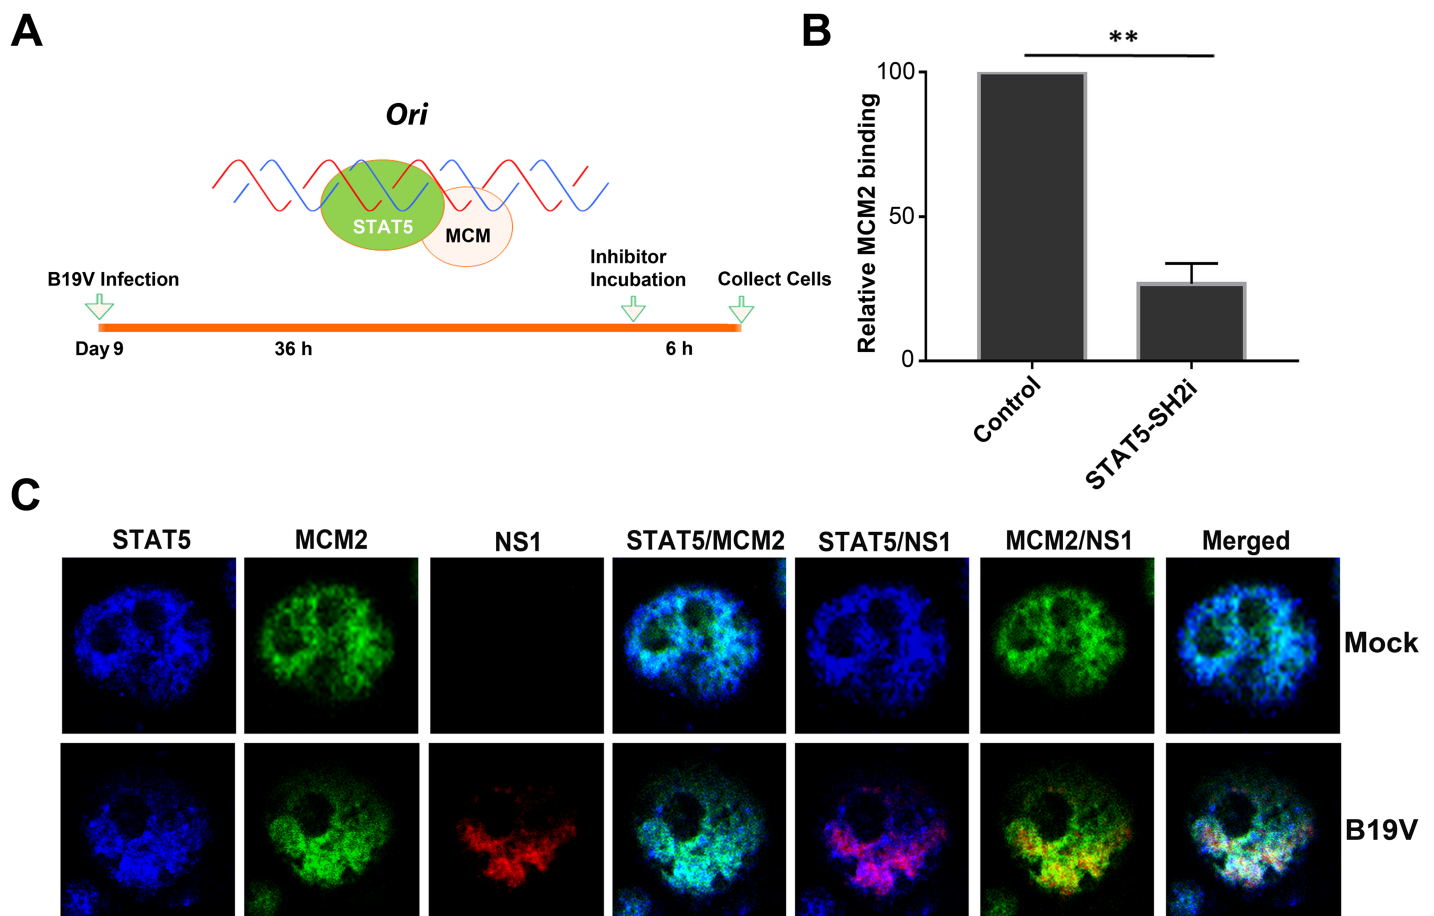 A
Ori
STAT5
MCM
B19V Infection
Inhibitor
Incubation
Collect Cells
Day 9
36 h
6 h
B
**
100
50
0
Relative MCM2 binding
Control
STAT5-SH2i
C
STAT5
MCM2
NS1
STAT5/MCM2
STAT5/NS1
MCM2/NS1
Merged
Mock
B19V